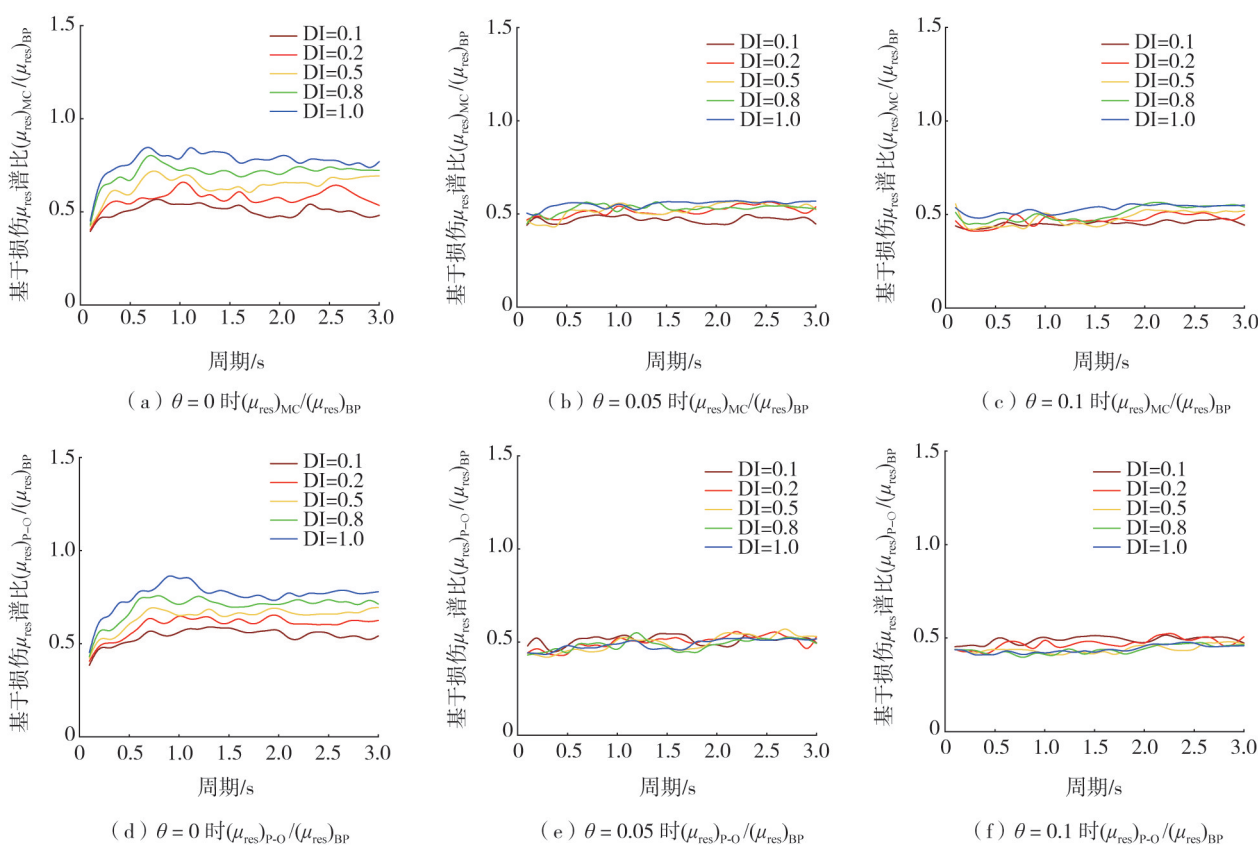 基于损伤μres谱比(μres)MC/(μres)BP
1.5
1.0
0.5
0
DI=0.1
DI=0.2
DI=0.5
DI=0.8
DI=1.0
0.5 1.0 1.5 2.0 2.5 3.0
周期/s
(a) θ = 0 时(μres)MC/(μres)BP
基于损伤μres谱比(μres)MC/(μres)BP
1.5
1.0
0.5
0
DI=0.1
DI=0.2
DI=0.5
DI=0.8
DI=1.0
0.5 1.0 1.5 2.0 2.5 3.0
周期/s
(b) θ = 0.05 时(μres)MC/(μres)BP
基于损伤μres谱比(μres)MC/(μres)BP
1.5
1.0
0.5
0
DI=0.1
DI=0.2
DI=0.5
DI=0.8
DI=1.0
0.5 1.0 1.5 2.0 2.5 3.0
周期/s
(c) θ = 0.1 时(μres)MC/(μres)BP
基于损伤μres谱比(μres)P-O/(μres)BP
1.5
1.0
0.5
0
DI=0.1
DI=0.2
DI=0.5
DI=0.8
DI=1.0
0.5 1.0 1.5 2.0 2.5 3.0
周期/s
(d) θ = 0 时(μres)P-O/(μres)BP
基于损伤μres谱比(μres)P-O/(μres)BP
1.5
1.0
0.5
0
DI=0.1
DI=0.2
DI=0.5
DI=0.8
DI=1.0
0.5 1.0 1.5 2.0 2.5 3.0
周期/s
(e) θ = 0.05 时(μres)P-O/(μres)BP
基于损伤μres谱比(μres)P-O/(μres)BP
1.5
1.0
0.5
0
DI=0.1
DI=0.2
DI=0.5
DI=0.8
DI=1.0
0.5 1.0 1.5 2.0 2.5 3.0
周期/s
(f) θ = 0.1 时(μres)P-O/(μres)BP